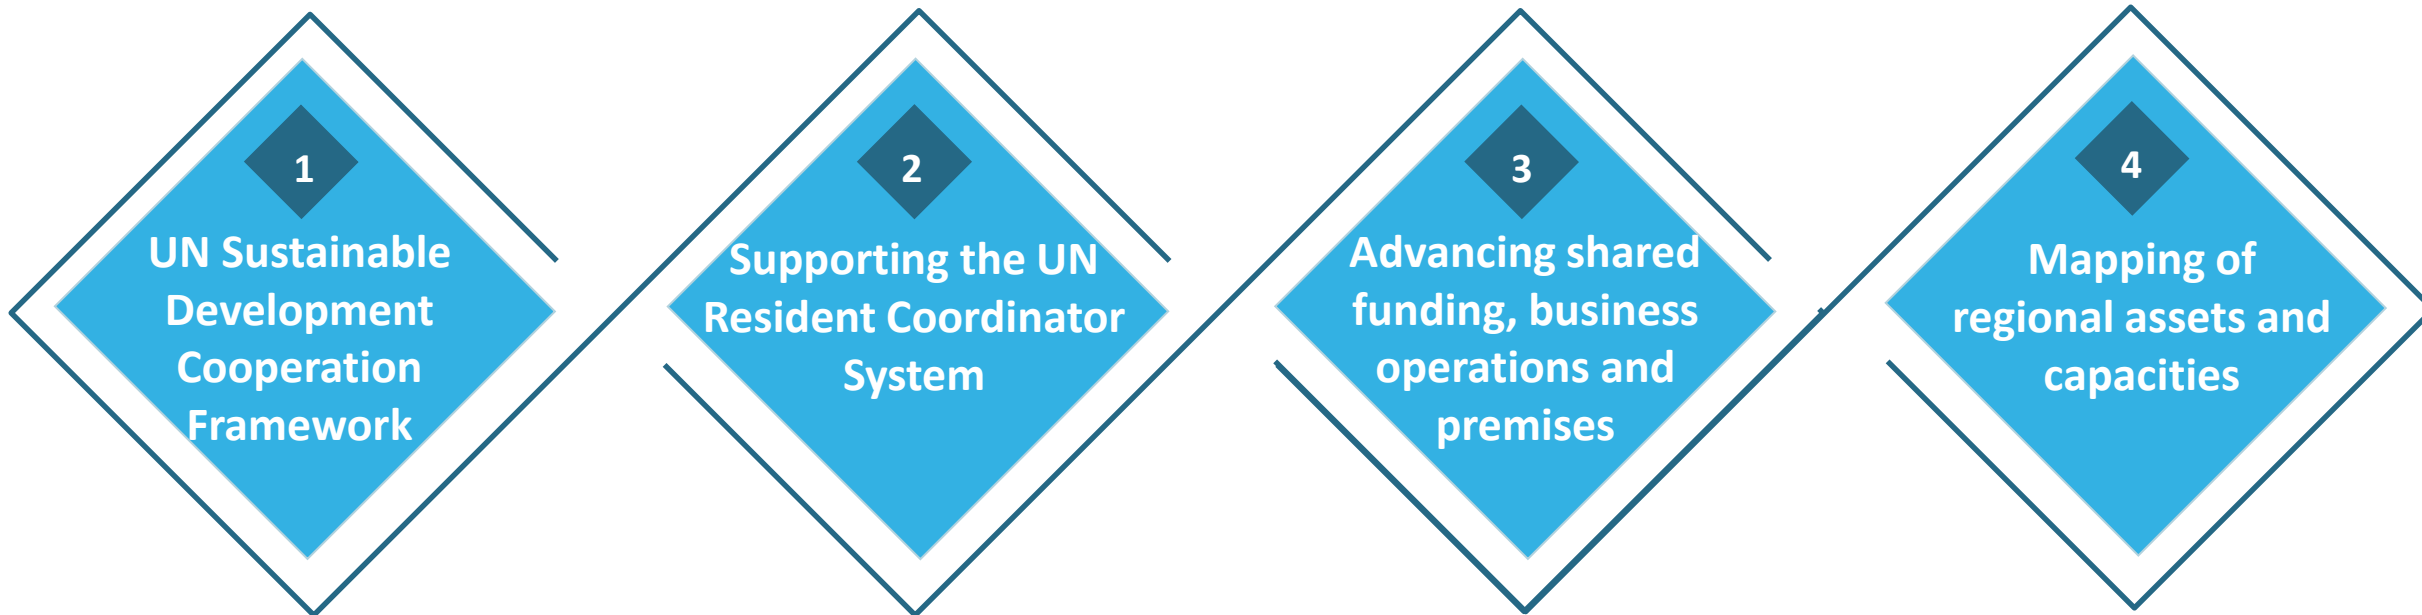 1
UN Sustainable
Development
Cooperation
Framework
2
Supporting the UN
Resident Coordinator
System
3
Advancing shared
funding, business
operations and
premises
4
Mapping of
regional assets and
capacities